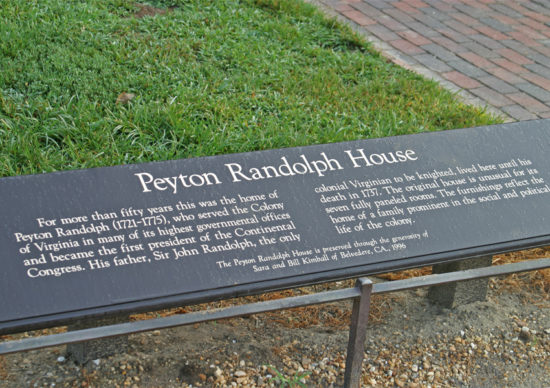 Peyton Randolph House
For more than fifty years this was the home of
Peyton Randolph (1721–1775), who served the Colony
of Virginia in many of its highest governmental offices
and became the first president of the Continental
Congress. His father, Sir John Randolph, the only
colonial Virginian to be knighted, lived here until his
death in 1737. The original house is unusual for its
seven fully paneled rooms. The furnishings reflect the
home of a family prominent in the social and political
life of the colony.
The Peyton Randolph House is preserved through the generosity of
Sara and Bill Kimball of Belvedere, CA., 1996